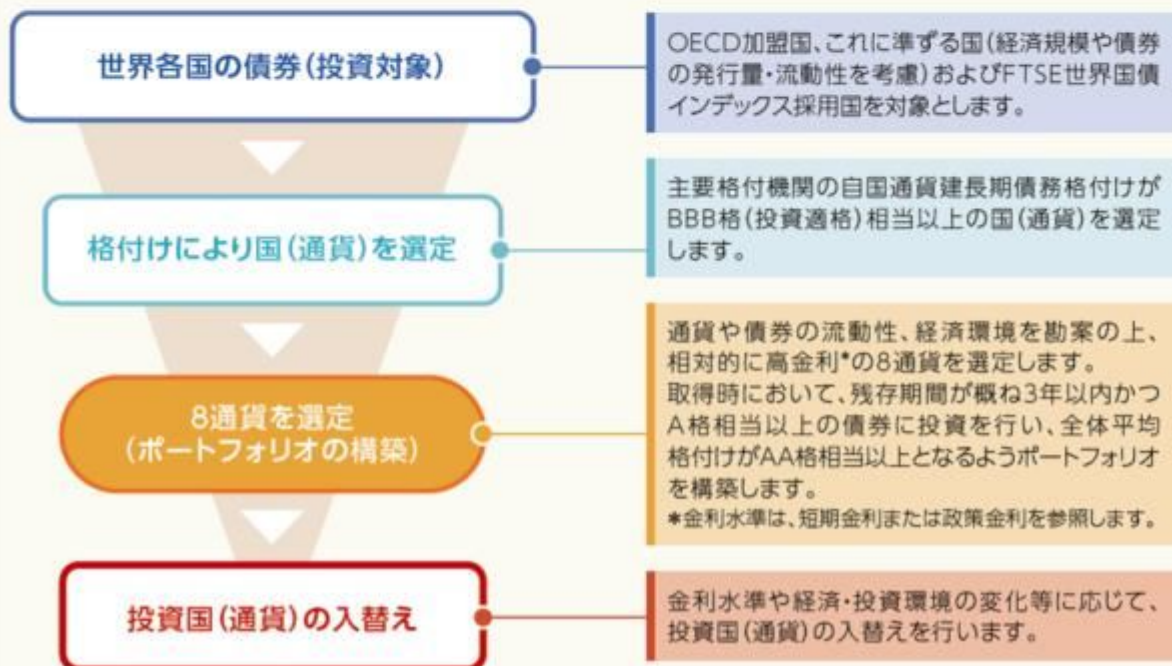 世界各国の債券(投資対象)
OECD加盟国、これに準ずる国(経済規模や債券
の発行量・流動性を考慮)およびFTSE世界国債
インデックス採用国を対象とします。
格付けにより国(通貨)を選定
主要格付機関の自国通貨建長期債務格付けが
BBB格(投資適格)相当以上の国(通貨)を選定
します。
8通貨を選定
(ポートフォリオの構築)
通貨や債券の流動性、経済環境を勘案の上、
相対的に高金利*の8通貨を選定します。
取得時において、残存期間が概ね3年以内かつ
A格相当以上の債券に投資を行い、全体平均
格付けがAA格相当以上となるようポートフォリオ
を構築します。
*金利水準は、短期金利または政策金利を参照します。
投資国(通貨)の入替え
金利水準や経済・投資環境の変化等に応じて、
投資国(通貨)の入替えを行います。